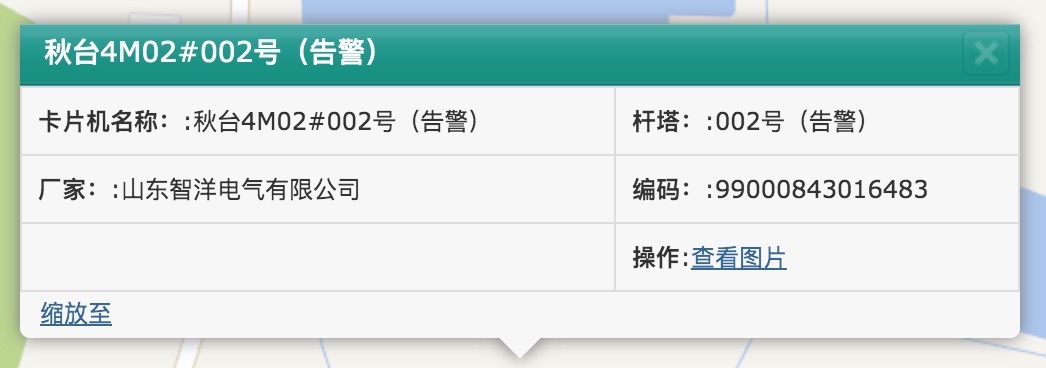 秋台4M02#002号（告警）
卡片机名称：:秋台4M02#002号（告警） 杆塔：:002号（告警）
厂家：:山东智洋电气有限公司 编码：:99000843016483
操作:查看图片
缩放至